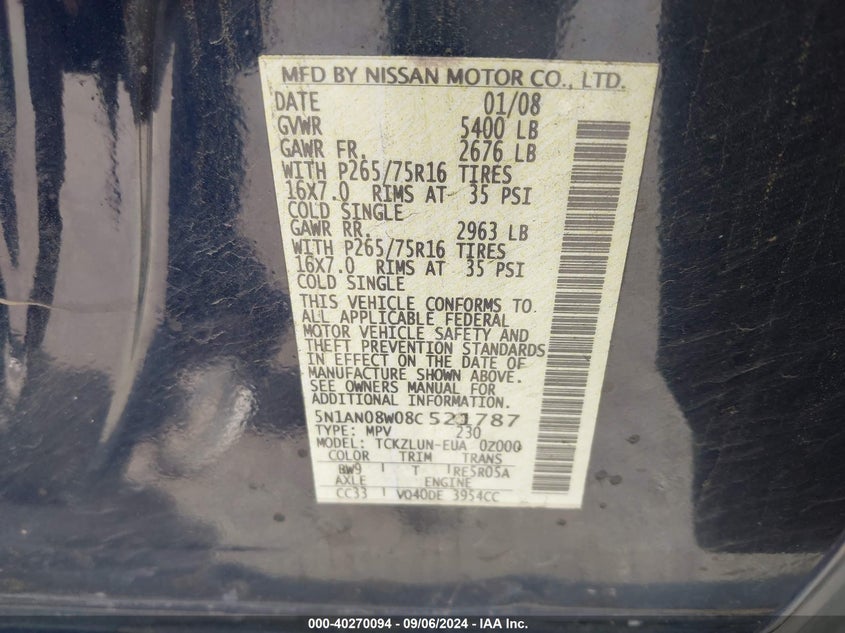 MFD BY NISSAN MOTOR CO., LTD.
DATE 01/08
GVWR 5400 LB
GAWR FR. 2676 LB
WITH P265/75R16 TIRES
16X7.0 RIMS AT 35 PSI
COLD SINGLE
GAWR RR. 2963 LB
WITH P265/75R16 TIRES
16X7.0 RIMS AT 35 PSI
COLD SINGLE
THIS VEHICLE CONFORMS TO
ALL APPLICABLE FEDERAL
MOTOR VEHICLE SAFETY AND
THEFT PREVENTION STANDARDS
IN EFFECT ON THE DATE OF
MANUFACTURE SHOWN ABOVE.
SEE OWNERS MANUAL FOR
ADDITIONAL INFORMATION.
5N1AN08W08C521787
TYPE: MPV 230
MODEL: TCKZLUN-EUA 0Z000
COLOR TRIM TRANS
BW9 T RE5R05A
AXLE ENGINE
CC33 VQ40DE 3954CC
000-40270094 - 09/06/2024 - IAA Inc.